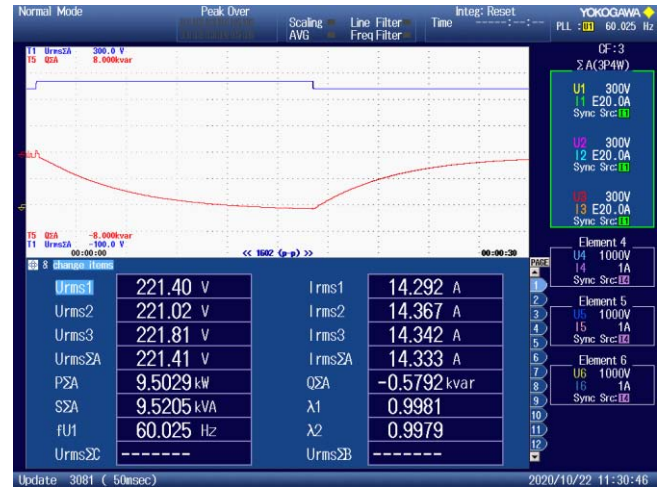 Normal Mode
Peak Over
Scaling
AVG
Line Filter
Freq Filter
Integ: Reset
Time -----:--:--
YOKOGAWA
PLL :U1 60.025 Hz
T1 UrmsΣA 300.0 V
T5 QΣA 8.000kvar
T5 QΣA -8.000kvar
T1 UrmsΣA -100.0 V
00:00:00
<< 1602 (p-p) >>
00:00:30
8 change items
Urms1 221.40 V
Irms1 14.292 A
Urms2 221.02 V
Irms2 14.367 A
Urms3 221.81 V
Irms3 14.342 A
UrmsΣA 221.41 V
IrmsΣA 14.333 A
PΣA 9.5029 kW
QΣA -0.5792 kvar
SΣA 9.5205 kVA
λ1 0.9981
fU1 60.025 Hz
λ2 0.9979
UrmsΣC -------
UrmsΣB -------
PAGE
1
2
3
4
5
6
7
8
9
10
11
12
CF:3
ΣA(3P4W)
U1 300V
I1 E20.0A
Sync Src:I1
U2 300V
I2 E20.0A
Sync Src:I1
U3 300V
I3 E20.0A
Sync Src:I1
Element 4
U4 1000V
I4 1A
Sync Src:I4
Element 5
U5 1000V
I5 1A
Sync Src:I4
Element 6
U6 1000V
I6 1A
Sync Src:I4
Update 3081 ( 50msec)
2020/10/22 11:30:46